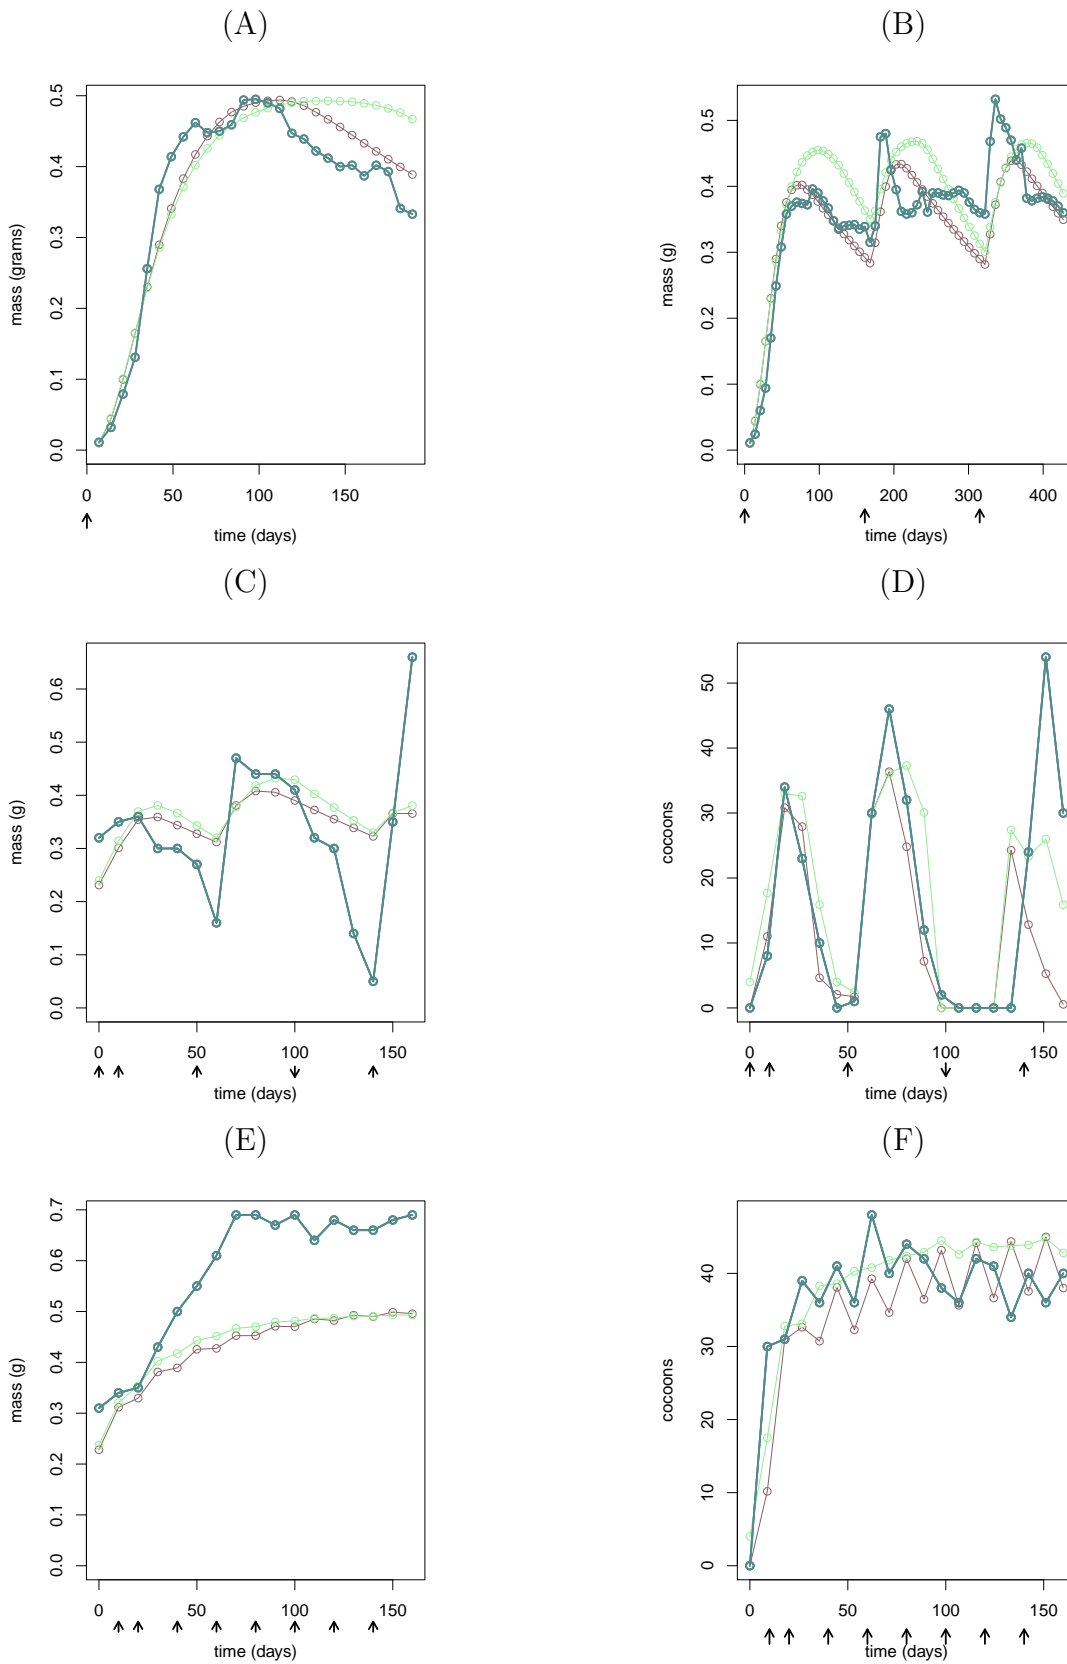 (A)
(B)
mass (grams)
0.0 0.1 0.2 0.3 0.4 0.5
0 50 100 150
time (days)
mass (g)
0.0 0.1 0.2 0.3 0.4 0.5
0 100 200 300 400
time (days)
(C)
(D)
mass (g)
0.0 0.1 0.2 0.3 0.4 0.5 0.6
0 50 100 150
time (days)
cocoons
0 10 20 30 40 50
0 50 100 150
time (days)
(E)
(F)
mass (g)
0.0 0.1 0.2 0.3 0.4 0.5 0.6 0.7
0 50 100 150
time (days)
cocoons
0 10 20 30 40
0 50 100 150
time (days)